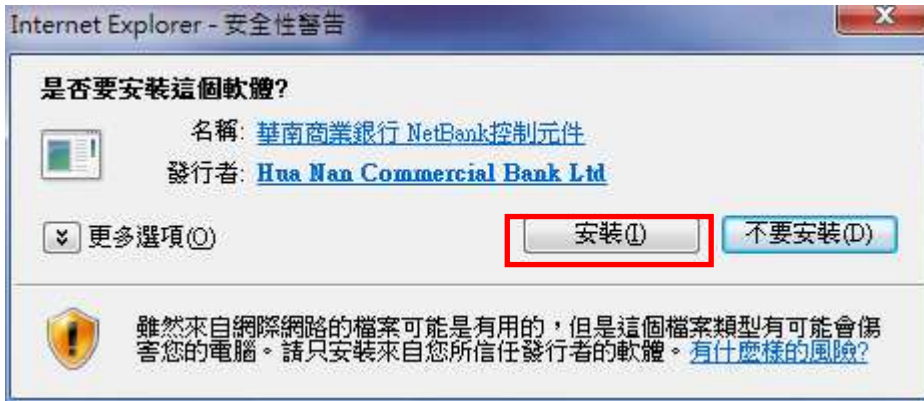 Internet Explorer - 安全性警告
是否要安裝這個軟體?
名稱: 華南商業銀行 NetBank控制元件
發行者: Hua Nan Commercial Bank Ltd
更多選項(O)
安裝(I)
不要安裝(D)
雖然來自網際網路的檔案可能是有用的，但是這個檔案類型有可能會傷
害您的電腦。請只安裝來自您所信任發行者的軟體。有什麼樣的風險?